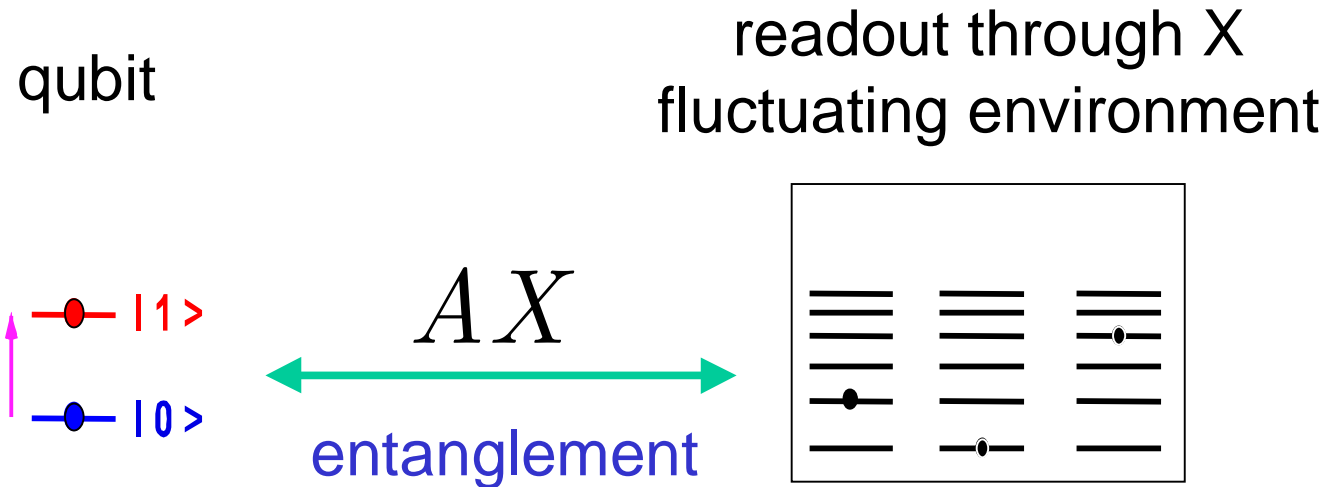 qubit
readout through X
fluctuating environment
| 1 >
AX
| 0 >
entanglement